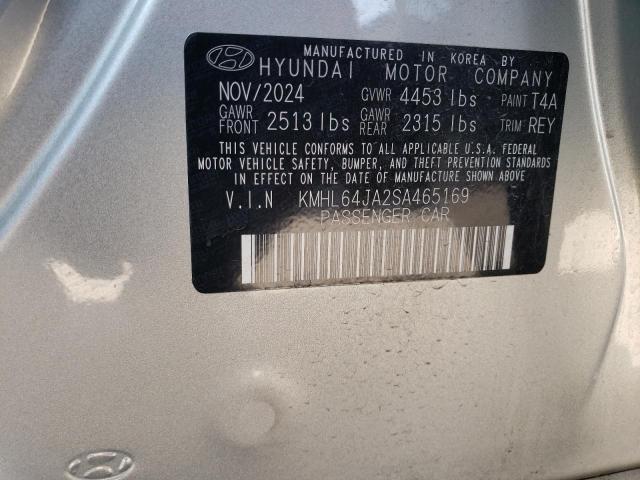 MANUFACTURED IN KOREA BY
HYUNDAI MOTOR COMPANY
NOV/2024 GVWR 4453 lbs PAINT T4A
GAWR FRONT 2513 lbs GAWR REAR 2315 lbs TRIM REY
THIS VEHICLE CONFORMS TO ALL APPLICABLE U.S.A. FEDERAL
MOTOR VEHICLE SAFETY, BUMPER, AND THEFT PREVENTION STANDARDS
IN EFFECT ON THE DATE OF MANUFACTURE SHOWN ABOVE
V.I.N KMHL64JA2SA465169
PASSENGER CAR